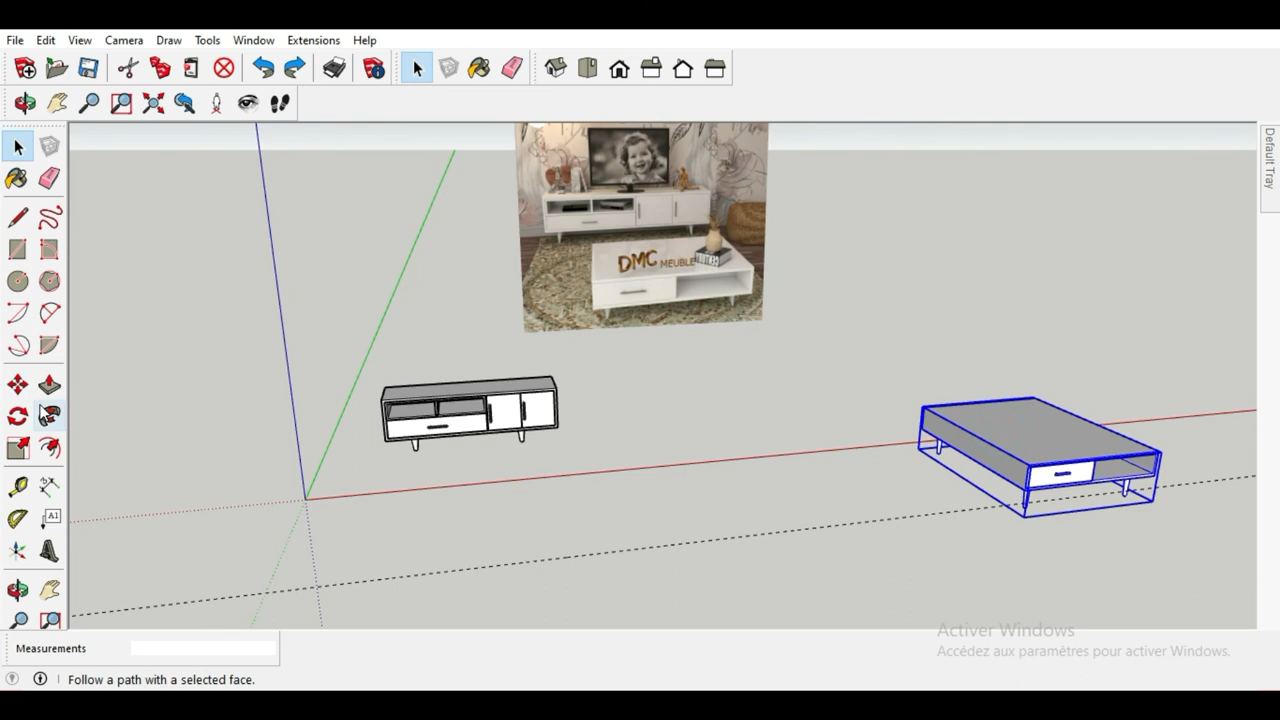 File Edit View Camera Draw Tools Window Extensions Help
Default Tray
DMC MEUBLE
A1
Activer Windows
Accédez aux paramètres pour activer Windows.
Measurements
Follow a path with a selected face.